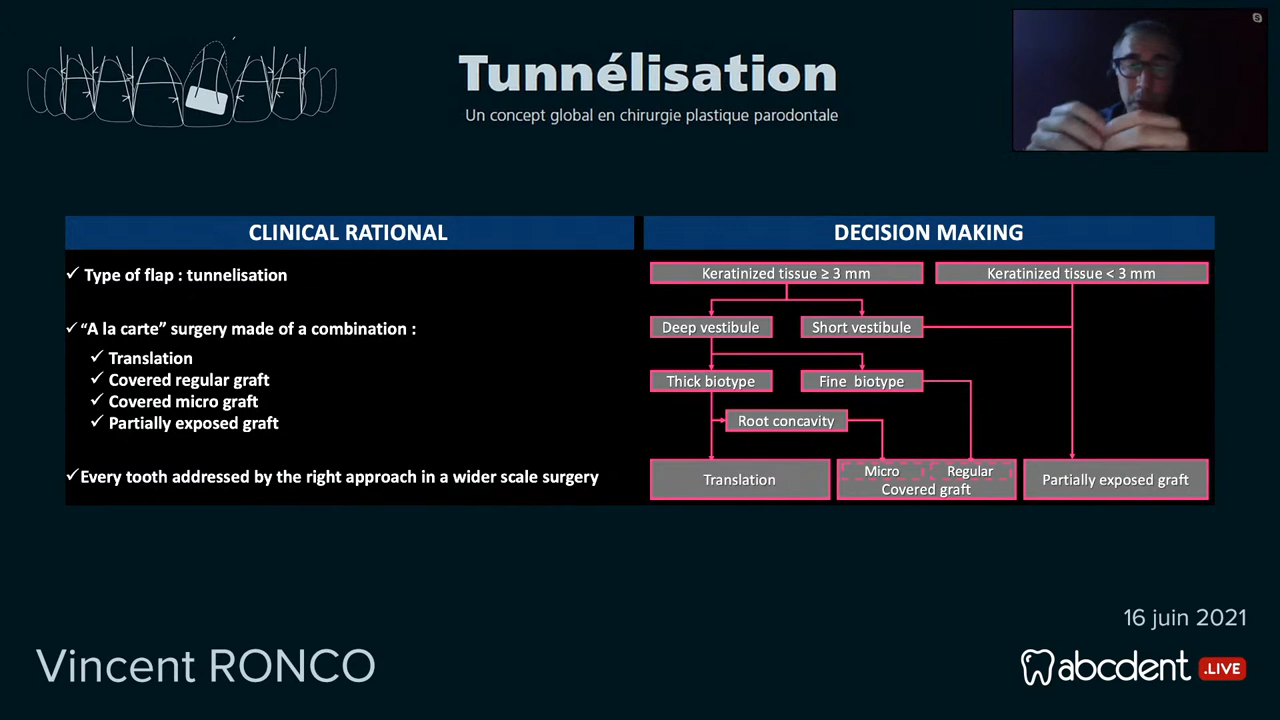 Tunnélisation
Un concept global en chirurgie plastique parodontale
CLINICAL RATIONAL
✓ Type of flap : tunnelisation
✓ “A la carte” surgery made of a combination :
✓ Translation
✓ Covered regular graft
✓ Covered micro graft
✓ Partially exposed graft
✓ Every tooth addressed by the right approach in a wider scale surgery
DECISION MAKING
Keratinized tissue ≥ 3 mm
Keratinized tissue < 3 mm
Deep vestibule
Short vestibule
Thick biotype
Fine biotype
Root concavity
Translation
Micro
Regular
Covered graft
Partially exposed graft
16 juin 2021
Vincent RONCO
abcdent .LIVE